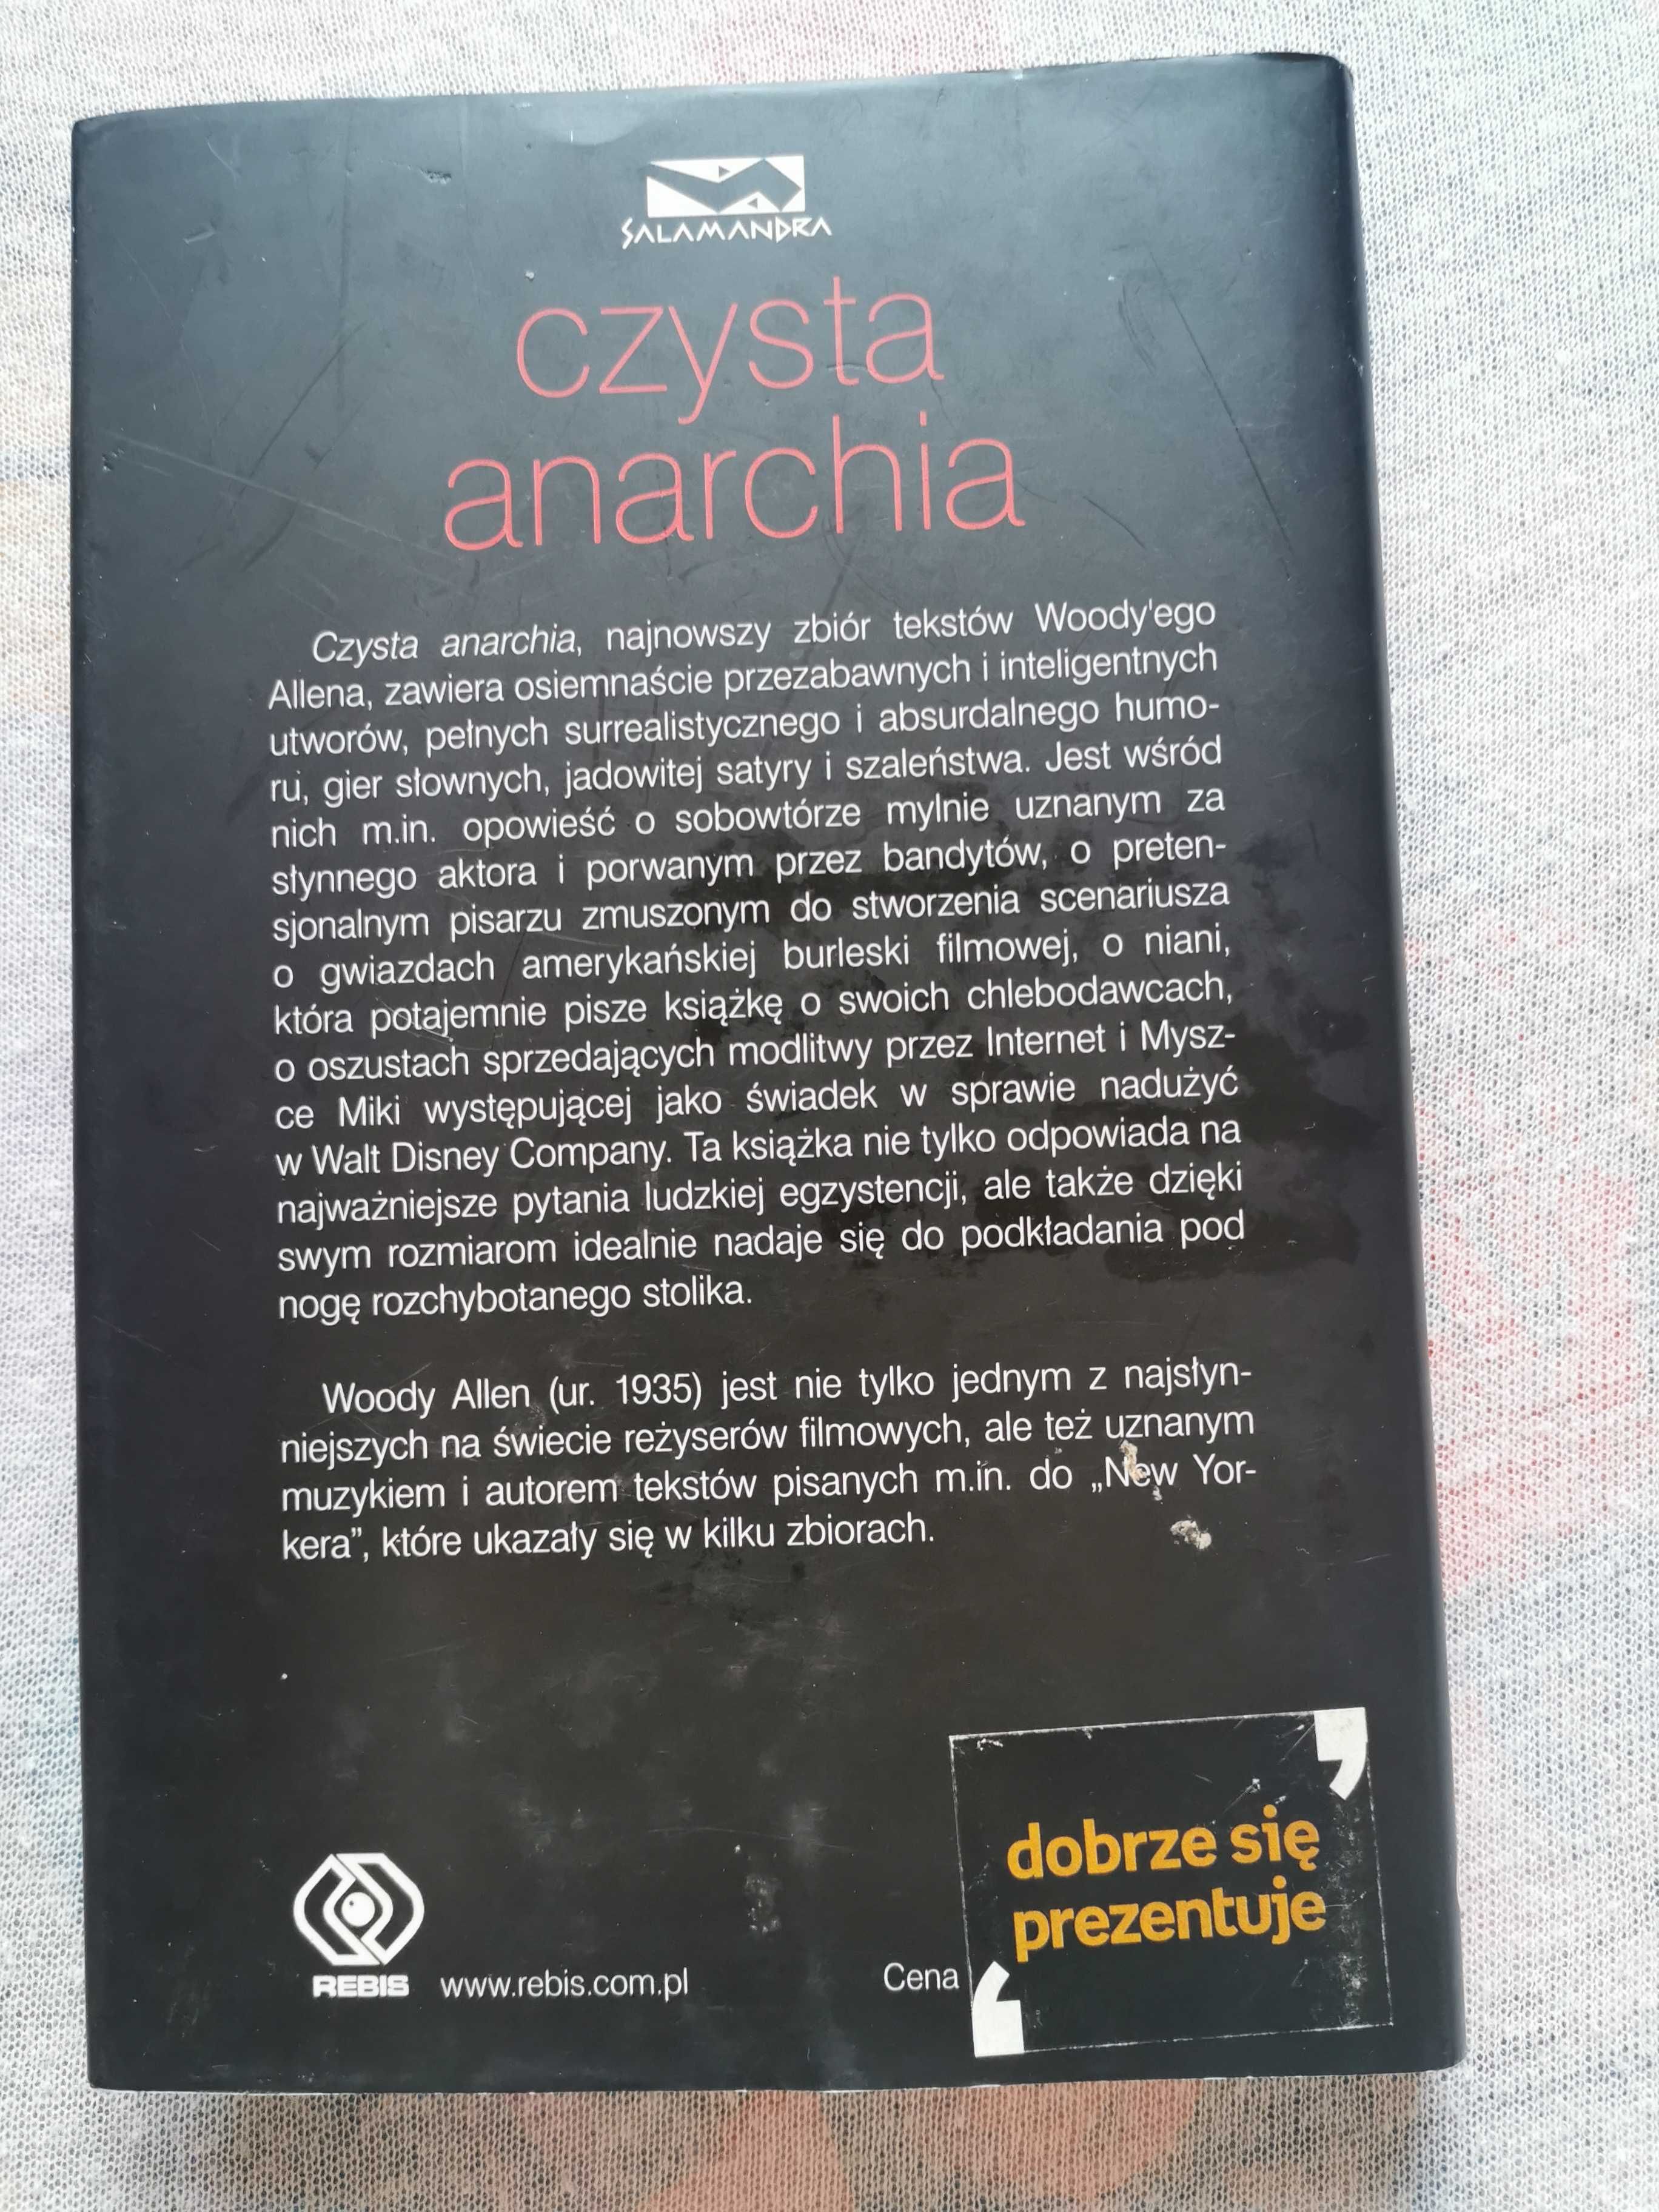 SALAMANDRA
czysta
anarchia
Czysta anarchia, najnowszy zbiór tekstów Woody'ego
Allena, zawiera osiemnaście przezabawnych i inteligentnych
utworów, pełnych surrealistycznego i absurdalnego humo-
ru, gier słownych, jadowitej satyry i szaleństwa. Jest wśród
nich m.in. opowieść o sobowtórze mylnie uznanym za
słynnego aktora i porwanym przez bandytów, o preten-
sjonalnym pisarzu zmuszonym do stworzenia scenariusza
o gwiazdach amerykańskiej burleski filmowej, o niani,
która potajemnie pisze książkę o swoich chlebodawcach,
o oszustach sprzedających modlitwy przez Internet i Mysz-
ce Miki występującej jako świadek w sprawie nadużyć
w Walt Disney Company. Ta książka nie tylko odpowiada na
najważniejsze pytania ludzkiej egzystencji, ale także dzięki
swym rozmiarom idealnie nadaje się do podkładania pod
nogę rozchybotanego stolika.
Woody Allen (ur. 1935) jest nie tylko jednym z najsłyn-
niejszych na świecie reżyserów filmowych, ale też uznanym
muzykiem i autorem tekstów pisanych m.in. do „New Yor-
kera”, które ukazały się w kilku zbiorach.
dobrze się
prezentuje
REBIS www.rebis.com.pl Cena